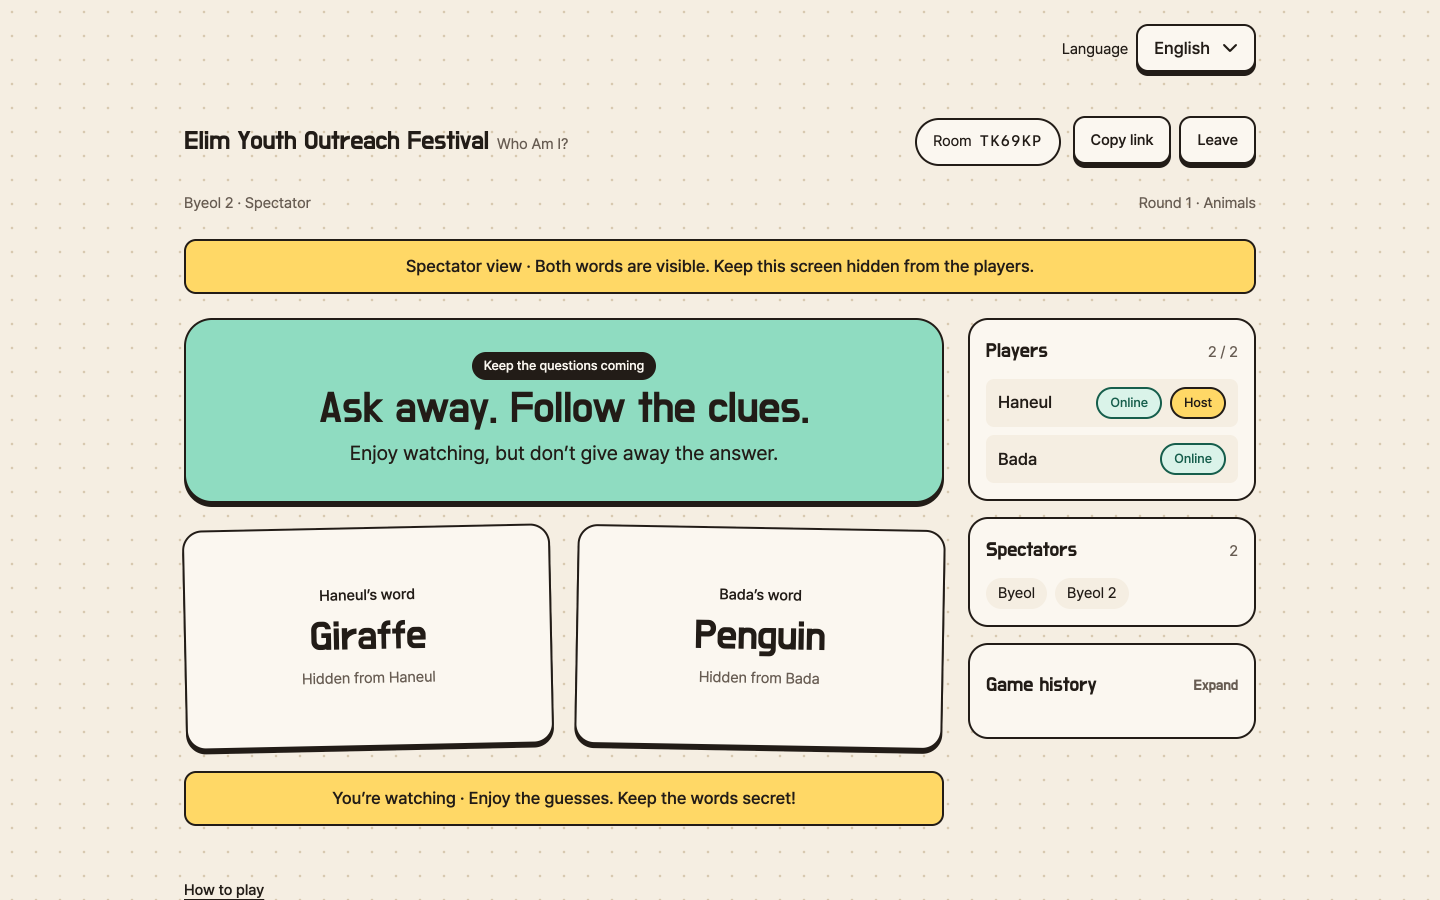 Language
English
Elim Youth Outreach Festival Who Am I?
Room TK69KP
Copy link
Leave
Byeol 2 · Spectator
Round 1 · Animals
Spectator view · Both words are visible. Keep this screen hidden from the players.
Keep the questions coming
Ask away. Follow the clues.
Enjoy watching, but don’t give away the answer.
Haneul’s word
Giraffe
Hidden from Haneul
Bada’s word
Penguin
Hidden from Bada
You’re watching · Enjoy the guesses. Keep the words secret!
Players 2 / 2
Haneul Online Host
Bada Online
Spectators 2
Byeol Byeol 2
Game history Expand
How to play